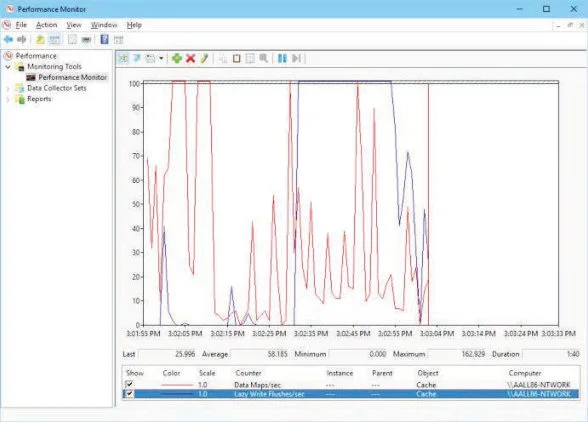 Performance Monitor
File Action View Window Help
Performance
Monitoring Tools
Performance Monitor
Data Collector Sets
Reports
100
90
80
70
60
50
40
30
20
10
0
3:01:55 PM 3:02:05 PM 3:02:15 PM 3:02:25 PM 3:02:35 PM 3:02:45 PM 3:02:55 PM 3:03:04 PM 3:03:14 PM 3:03:24 PM 3:03:33 PM
Last 25.996 Average 58.185 Minimum 0.000 Maximum 162.929 Duration 1:40
Show Color Scale Counter Instance Parent Object Computer
1.0 Data Maps/sec --- --- Cache \\AALL86-NTWORK
1.0 Lazy Write Flushes/sec --- --- Cache \\AALL86-NTWORK